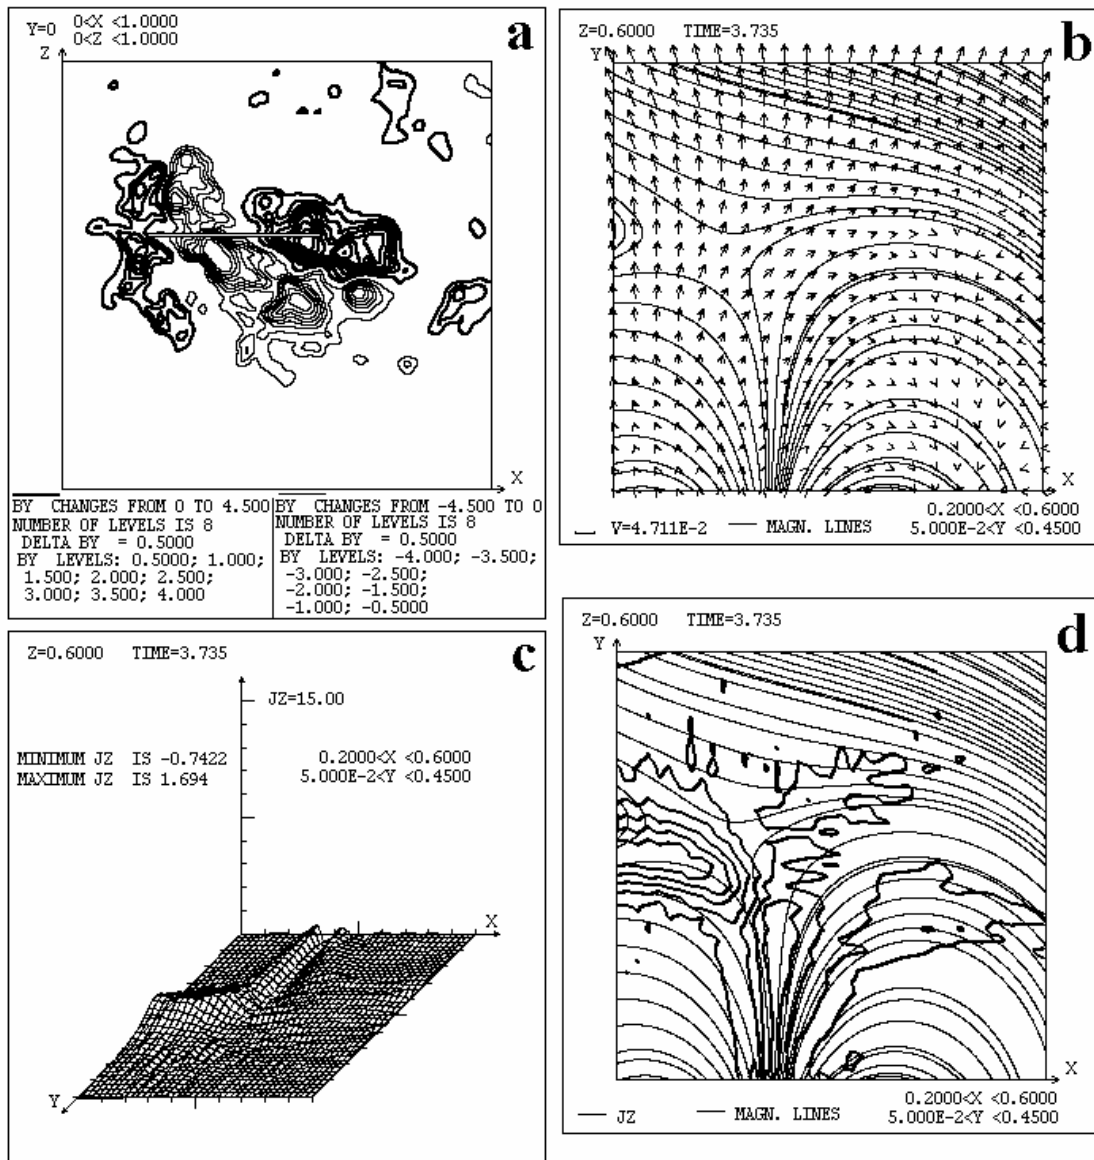 Y=0 0<X <1.0000
0<Z <1.0000
a
Z
X
BY CHANGES FROM 0 TO 4.500
NUMBER OF LEVELS IS 8
DELTA BY = 0.5000
BY LEVELS: 0.5000; 1.000;
1.500; 2.000; 2.500;
3.000; 3.500; 4.000
BY CHANGES FROM -4.500 TO 0
NUMBER OF LEVELS IS 8
DELTA BY = 0.5000
BY LEVELS: -4.000; -3.500;
-3.000; -2.500;
-2.000; -1.500;
-1.000; -0.5000
Z=0.6000 TIME=3.735
b
Y
X
0.2000<X <0.6000
V=4.711E-2 MAGN. LINES 5.000E-2<Y <0.4500
Z=0.6000 TIME=3.735
c
JZ=15.00
MINIMUM JZ IS -0.7422 0.2000<X <0.6000
MAXIMUM JZ IS 1.694 5.000E-2<Y <0.4500
X
Y
Z=0.6000 TIME=3.735
d
Y
X
0.2000<X <0.6000
JZ MAGN. LINES 5.000E-2<Y <0.4500